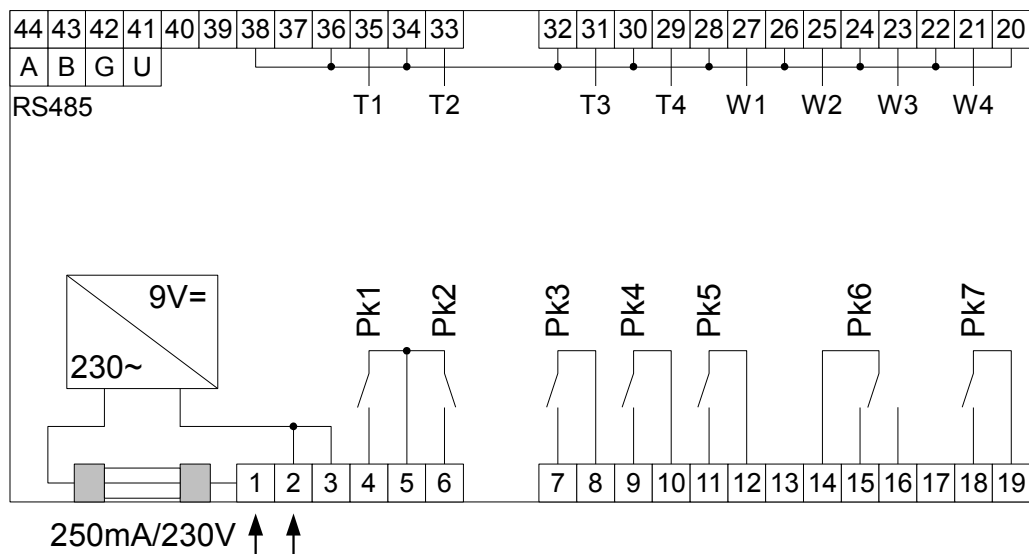 44 43 42 41 40 39 38 37 36 35 34 33 32 31 30 29 28 27 26 25 24 23 22 21 20
A B G U
RS485 T1 T2 T3 T4 W1 W2 W3 W4
9V=
230~
Pk1 Pk2 Pk3 Pk4 Pk5 Pk6 Pk7
1 2 3 4 5 6 7 8 9 10 11 12 13 14 15 16 17 18 19
250mA/230V